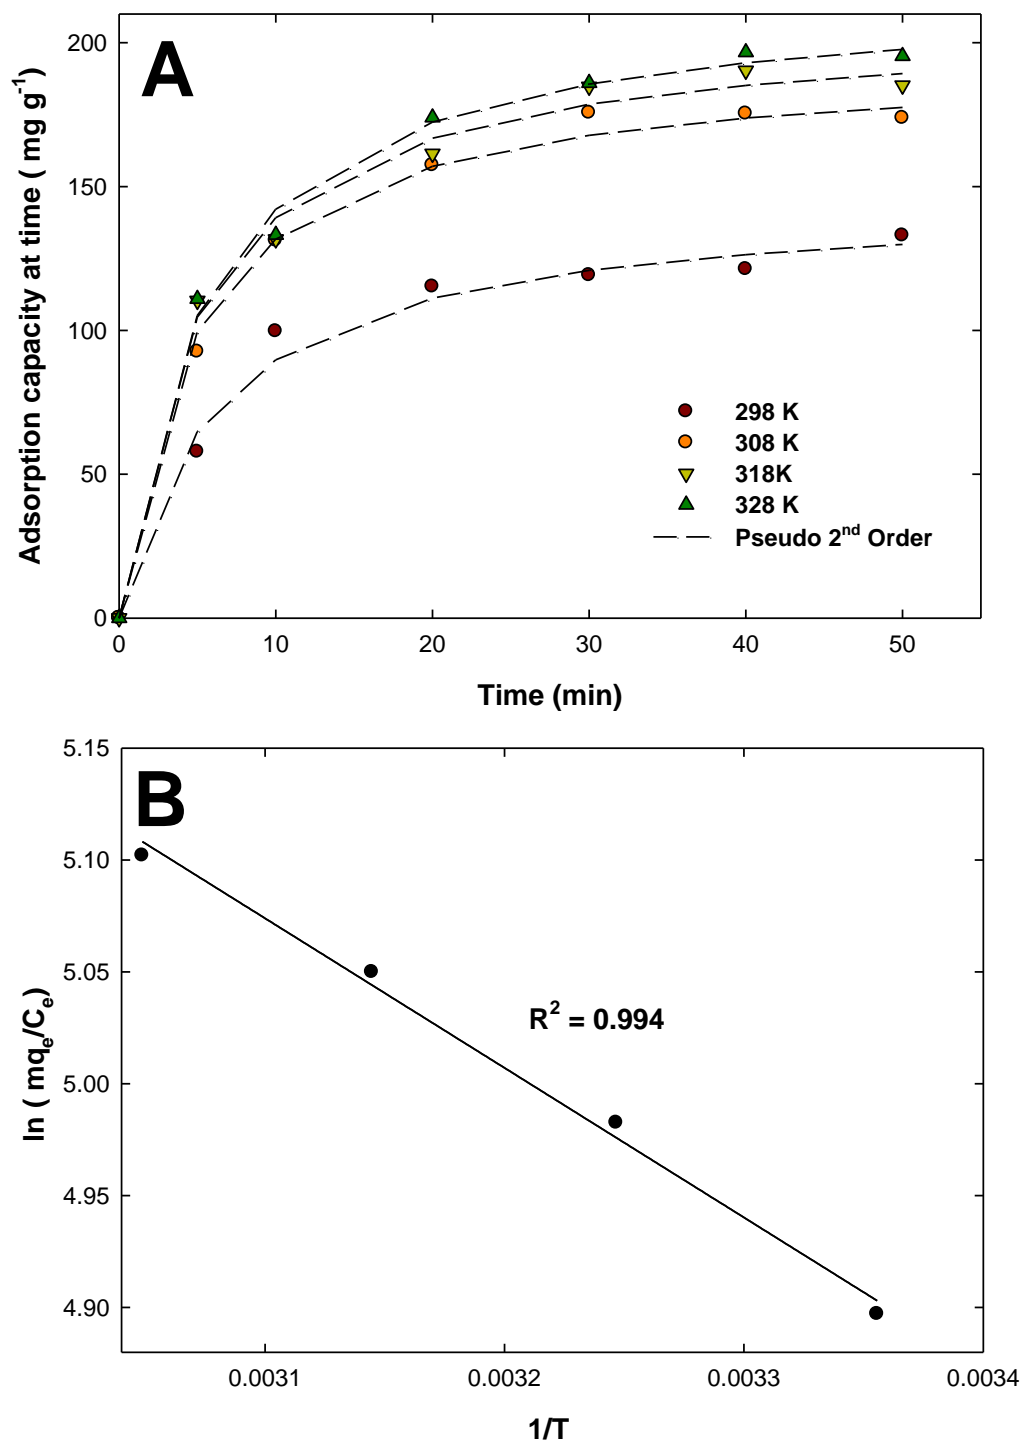 A
Adsorption capacity at time ( mg g-1)
200
150
100
50
0
0 10 20 30 40 50
Time (min)
298 K
308 K
318K
328 K
Pseudo 2nd Order
B
ln ( mqe/Ce)
5.15
5.10
5.05
5.00
4.95
4.90
R2 = 0.994
0.0031 0.0032 0.0033 0.0034
1/T